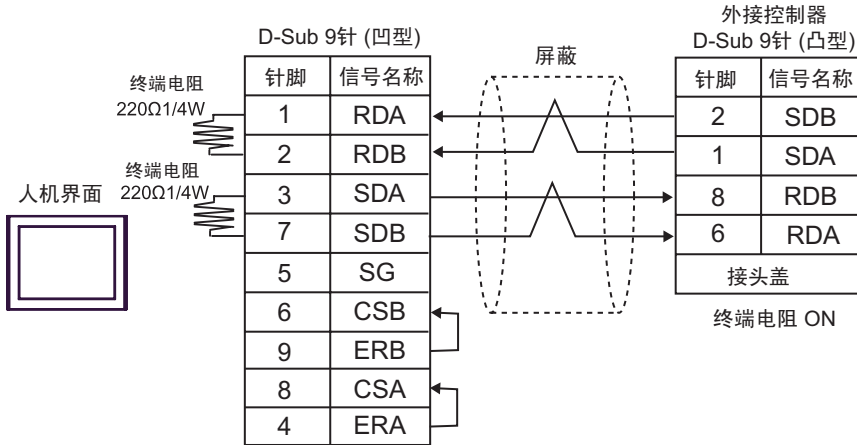 外接控制器
D-Sub 9针 (凹型)
D-Sub 9针 (凸型)
屏蔽
针脚 信号名称
针脚 信号名称
终端电阻
220Ω1/4W
1 RDA
2 SDB
2 RDB
1 SDA
终端电阻
220Ω1/4W
3 SDA
8 RDB
人机界面
7 SDB
6 RDA
5 SG
接头盖
6 CSB
终端电阻 ON
9 ERB
8 CSA
4 ERA